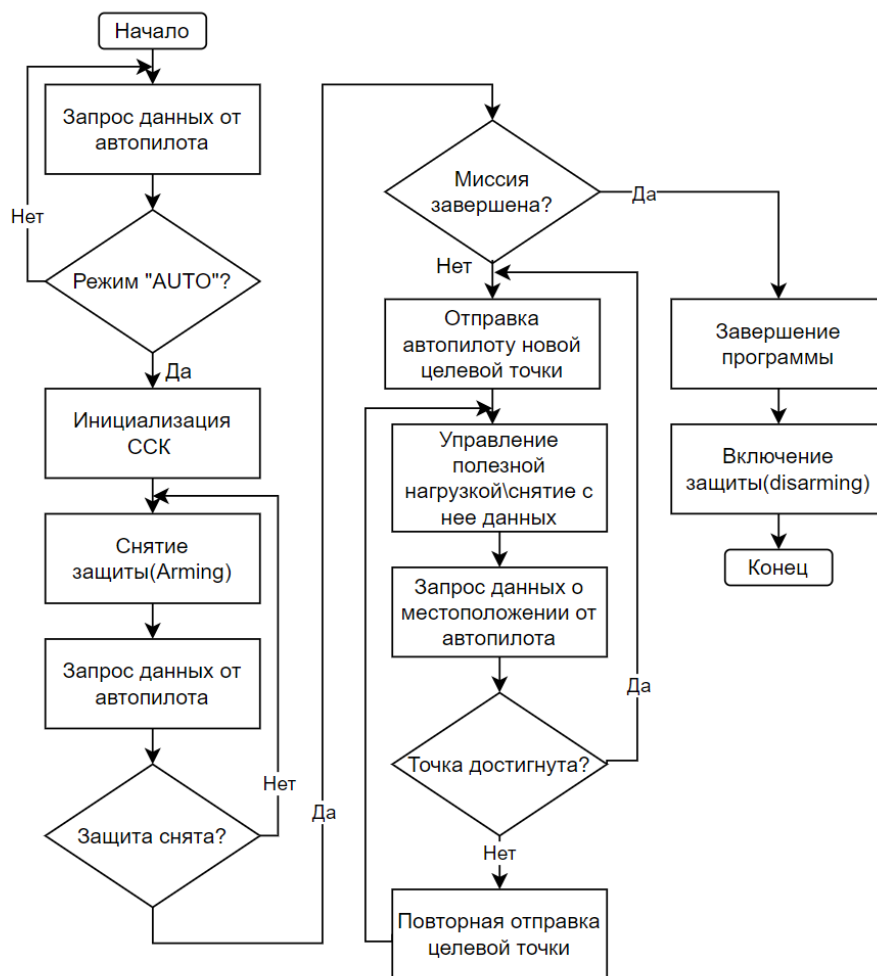 Начало
Запрос данных от
автопилота
Нет
Режим "AUTO"?
Да
Инициализация
ССК
Снятие
защиты(Arming)
Запрос данных от
автопилота
Нет
Защита снята?
Да
Миссия
завершена?
Да
Нет
Отправка
автопилоту новой
целевой точки
Управление
полезной
нагрузкой\снятие с
нее данных
Запрос данных о
местоположении от
автопилота
Да
Точка достигнута?
Нет
Повторная отправка
целевой точки
Завершение
программы
Включение
защиты(disarming)
Конец